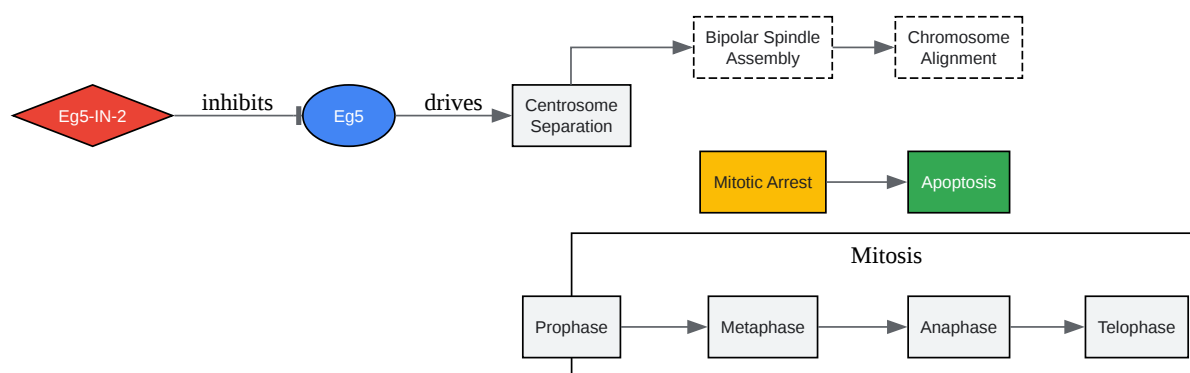 Eg5-IN-2
inhibits
Eg5
drives
Centrosome
Separation
Bipolar Spindle
Assembly
Chromosome
Alignment
Mitotic Arrest
Apoptosis
Mitosis
Prophase
Metaphase
Anaphase
Telophase